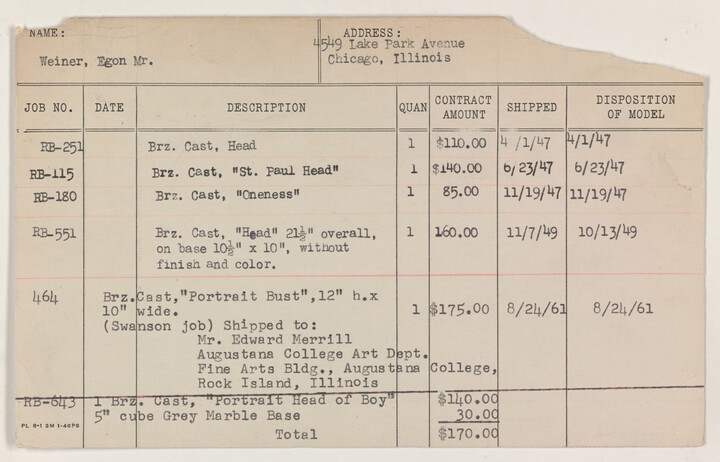 NAME: ADDRESS:
4549 Lake Park Avenue
Weiner, Egon Mr. Chicago, Illinois
JOB NO. DATE DESCRIPTION QUAN CONTRACT AMOUNT SHIPPED DISPOSITION OF MODEL
RB-251 Brz. Cast, Head 1 $110.00 4/1/47 4/1/47
RB-115 Brz. Cast, "St. Paul Head" 1 $140.00 6/23/47 6/23/47
RB-180 Brz. Cast, "Oneness" 1 85.00 11/19/47 11/19/47
RB-551 Brz. Cast, "Head" 21½" overall, 1 160.00 11/7/49 10/13/49
on base 10½" x 10", without
finish and color.
464 Brz.Cast,"Portrait Bust",12" h.x
10" wide. 1 $175.00 8/24/61 8/24/61
(Swanson job) Shipped to:
Mr. Edward Merrill
Augustana College Art Dept.
Fine Arts Bldg., Augustana College,
Rock Island, Illinois
RB-643 1 Brz. Cast, "Portrait Head of Boy" $140.00
5" cube Grey Marble Base 30.00
Total $170.00